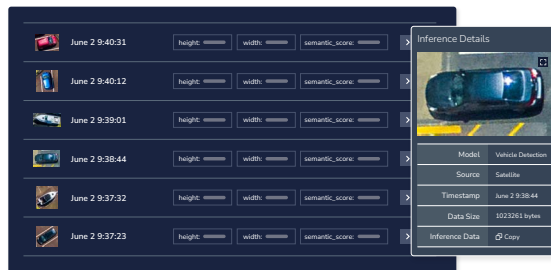 June 2 9:40:31 height: width: semantic_score:
June 2 9:40:12 height: width: semantic_score:
June 2 9:39:01 height: width: semantic_score:
June 2 9:38:44 height: width: semantic_score:
June 2 9:37:32 height: width: semantic_score:
June 2 9:37:23 height: width: semantic_score:
Inference Details
Model Vehicle Detection
Source Satellite
Timestamp June 2 9:38:44
Data Size 1023261 bytes
Inference Data Copy